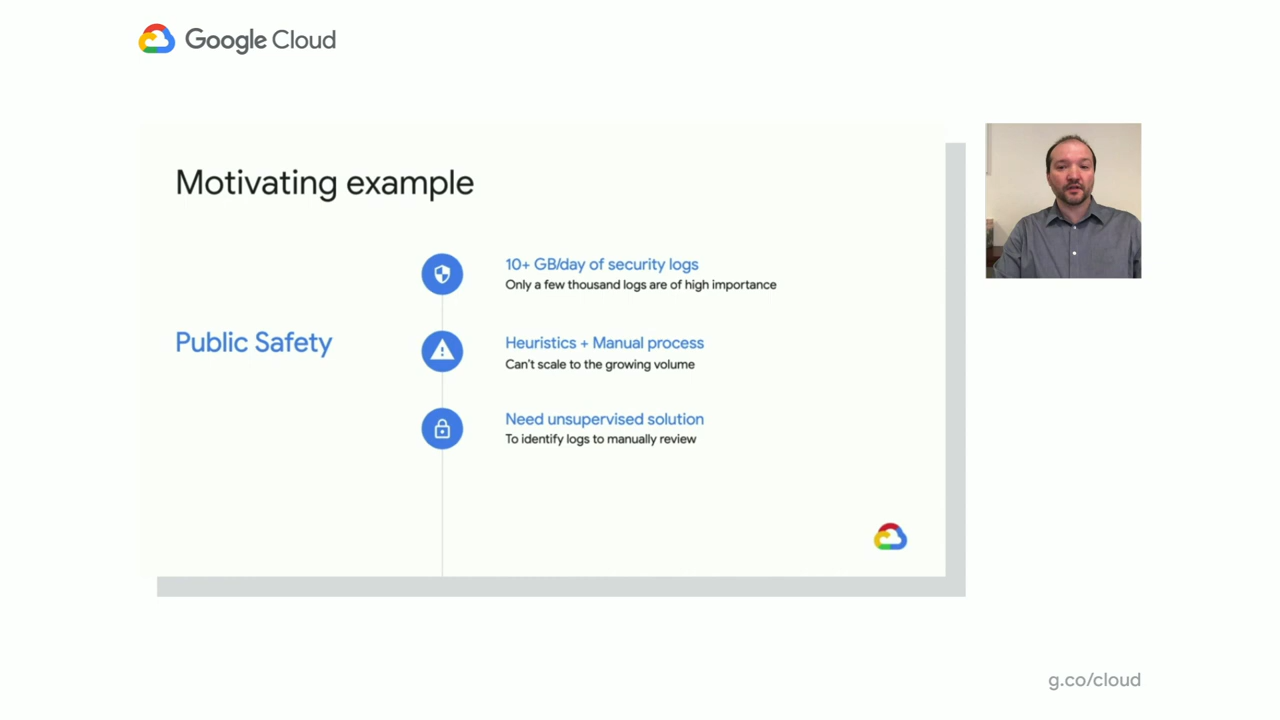 Google Cloud
Motivating example
Public Safety
10+ GB/day of security logs
Only a few thousand logs are of high importance
Heuristics + Manual process
Can't scale to the growing volume
Need unsupervised solution
To identify logs to manually review
g.co/cloud